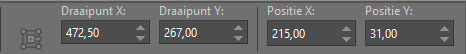 Draaipunt X: Draaipunt Y: Positie X: Positie Y:
472,50 267,00 215,00 31,00